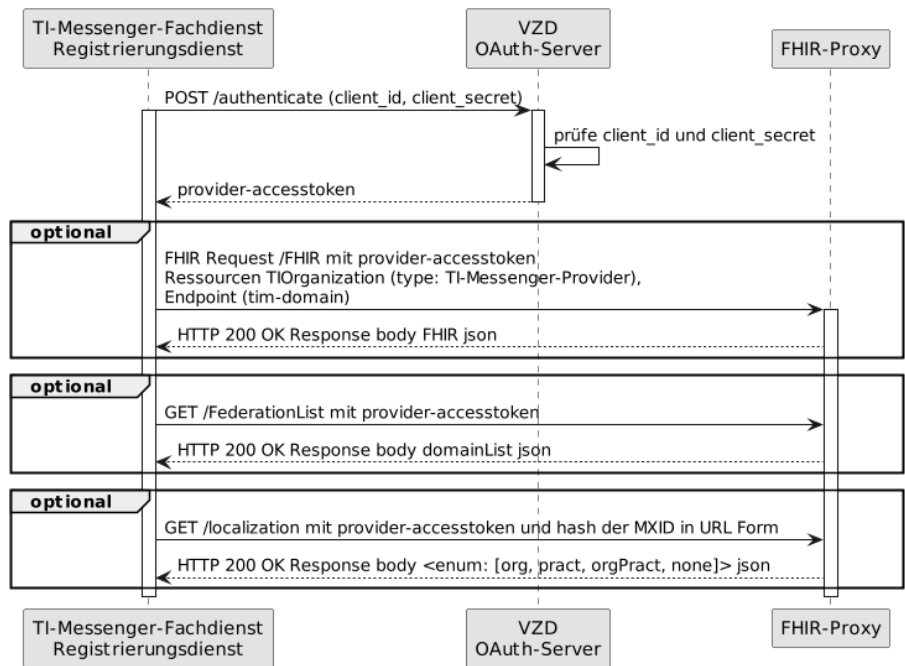 TI-Messenger-Fachdienst
Registrierungsdienst
VZD
OAuth-Server
FHIR-Proxy
POST /authenticate (client_id, client_secret)
prüfe client_id und client_secret
provider-accesstoken
optional
FHIR Request /FHIR mit provider-accesstoken
Ressourcen TIOrganization (type: TI-Messenger-Provider),
Endpoint (tim-domain)
HTTP 200 OK Response body FHIR json
optional
GET /FederationList mit provider-accesstoken
HTTP 200 OK Response body domainList json
optional
GET /localization mit provider-accesstoken und hash der MXID in URL Form
HTTP 200 OK Response body <enum: [org, pract, orgPract, none]> json
TI-Messenger-Fachdienst
Registrierungsdienst
VZD
OAuth-Server
FHIR-Proxy